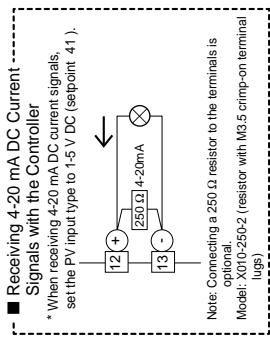 ■ Receiving 4-20 mA DC Current
Signals with the Controller
* When receiving 4-20 mA DC current signals,
set the PV input type to 1-5 V DC (setpoint 41 ).
12 +
250 Ω 4-20mA
13 -
Note: Connecting a 250 Ω resistor to the terminals is
optional.
Model: X010-250-2 (resistor with M3.5 crimp-on terminal
lugs)